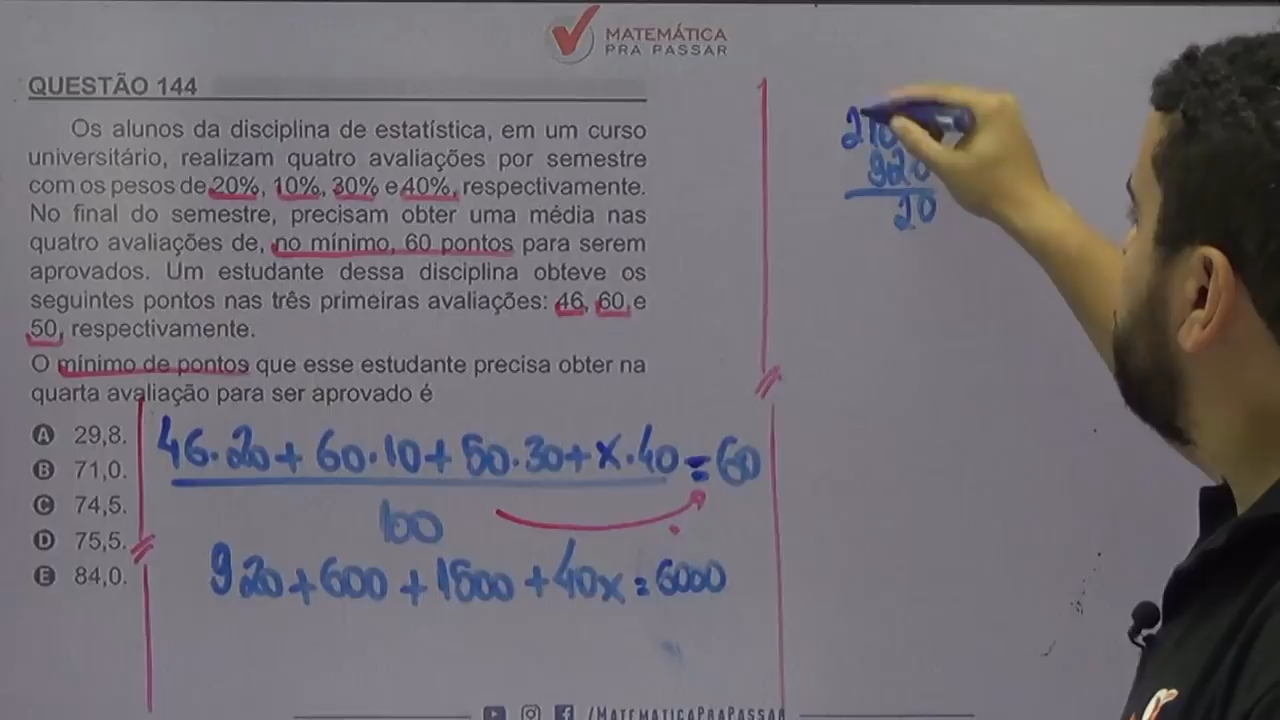 MATEMÁTICA
PRA PASSAR
QUESTÃO 144
Os alunos da disciplina de estatística, em um curso
universitário, realizam quatro avaliações por semestre
com os pesos de 20%, 10%, 30% e 40%, respectivamente.
No final do semestre, precisam obter uma média nas
quatro avaliações de, no mínimo, 60 pontos para serem
aprovados. Um estudante dessa disciplina obteve os
seguintes pontos nas três primeiras avaliações: 46, 60 e
50, respectivamente.
O mínimo de pontos que esse estudante precisa obter na
quarta avaliação para ser aprovado é
A 29,8.
B 71,0.
C 74,5.
D 75,5.
E 84,0.
46.20+60.10+50.30+x.40=60
100
920+600+1500+40x=6000
920
20
/MATEMATICAPRAPASSAR